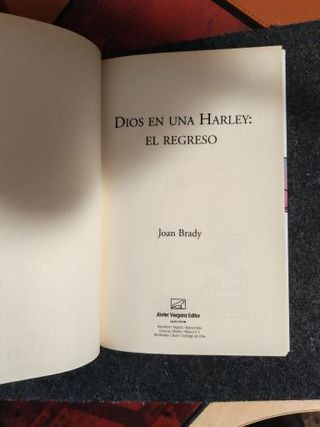 DIOS EN UNA HARLEY:
EL REGRESO
Joan Brady
Javier Vergara Editor